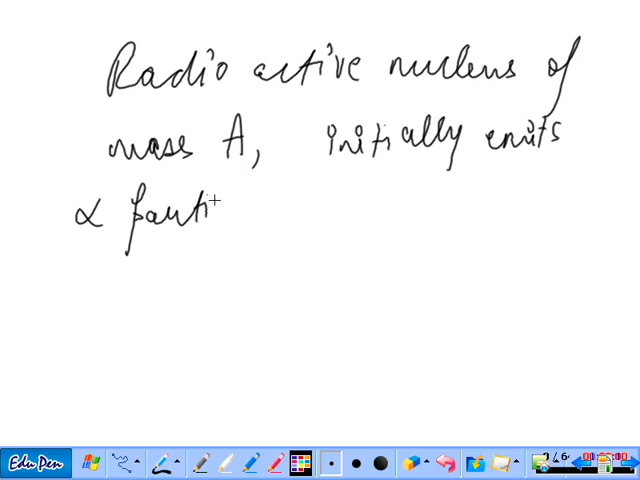 Radio active nucleus of
mass A, initially emits
α parti
Edu Pen